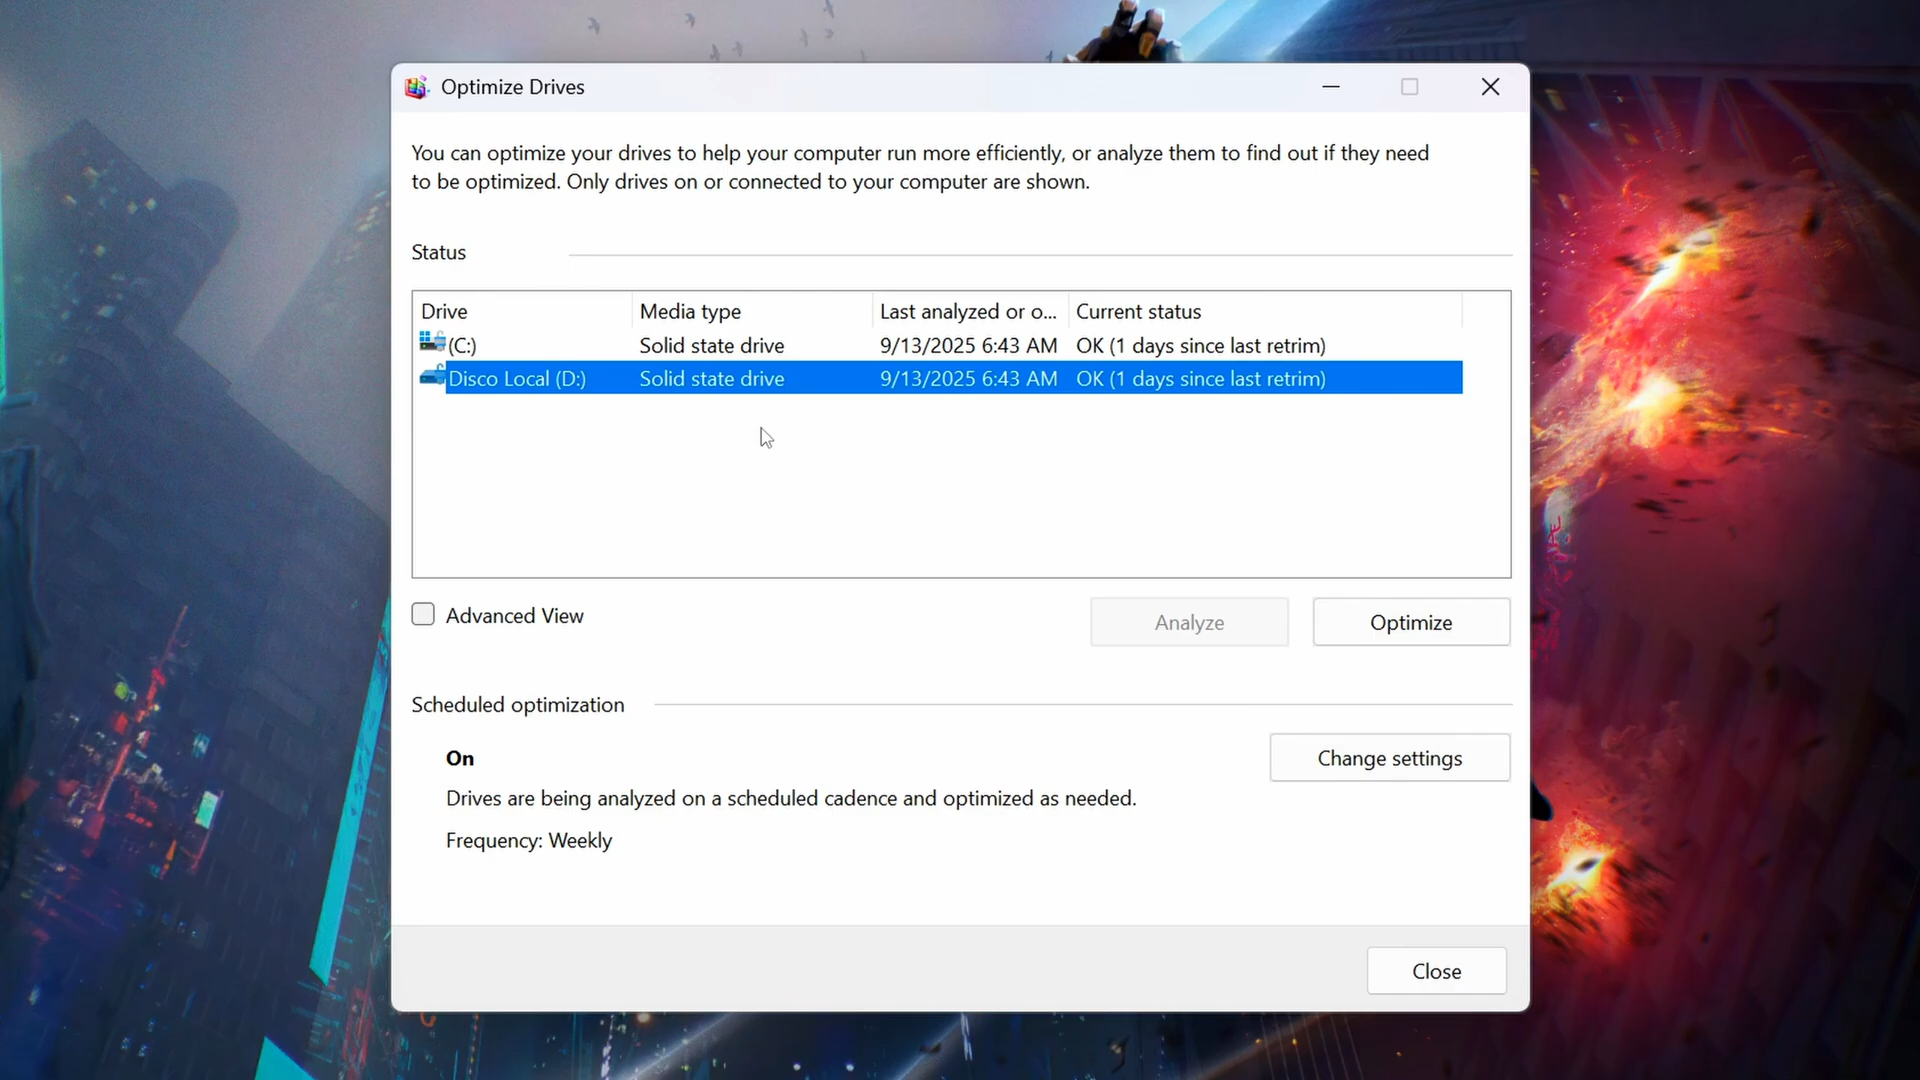 Optimize Drives
You can optimize your drives to help your computer run more efficiently, or analyze them to find out if they need
to be optimized. Only drives on or connected to your computer are shown.
Status
Drive Media type Last analyzed or o... Current status
(C:) Solid state drive 9/13/2025 6:43 AM OK (1 days since last retrim)
Disco Local (D:) Solid state drive 9/13/2025 6:43 AM OK (1 days since last retrim)
Advanced View Analyze Optimize
Scheduled optimization
On Change settings
Drives are being analyzed on a scheduled cadence and optimized as needed.
Frequency: Weekly
Close